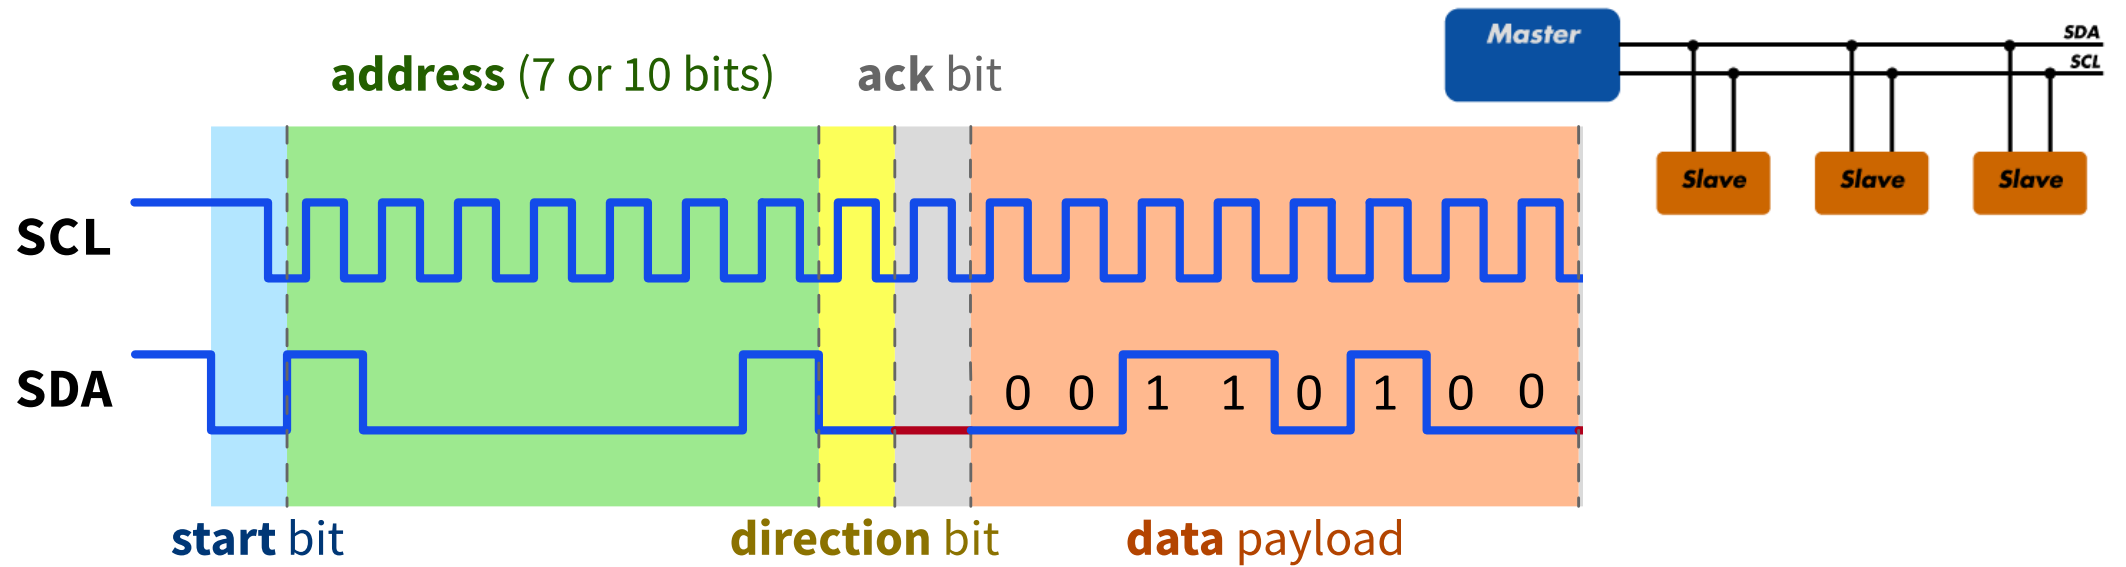 address (7 or 10 bits)
ack bit
Master
SDA
SCL
Slave
Slave
Slave
SCL
SDA
0 0 1 1 0 1 0 0
start bit
direction bit
data payload